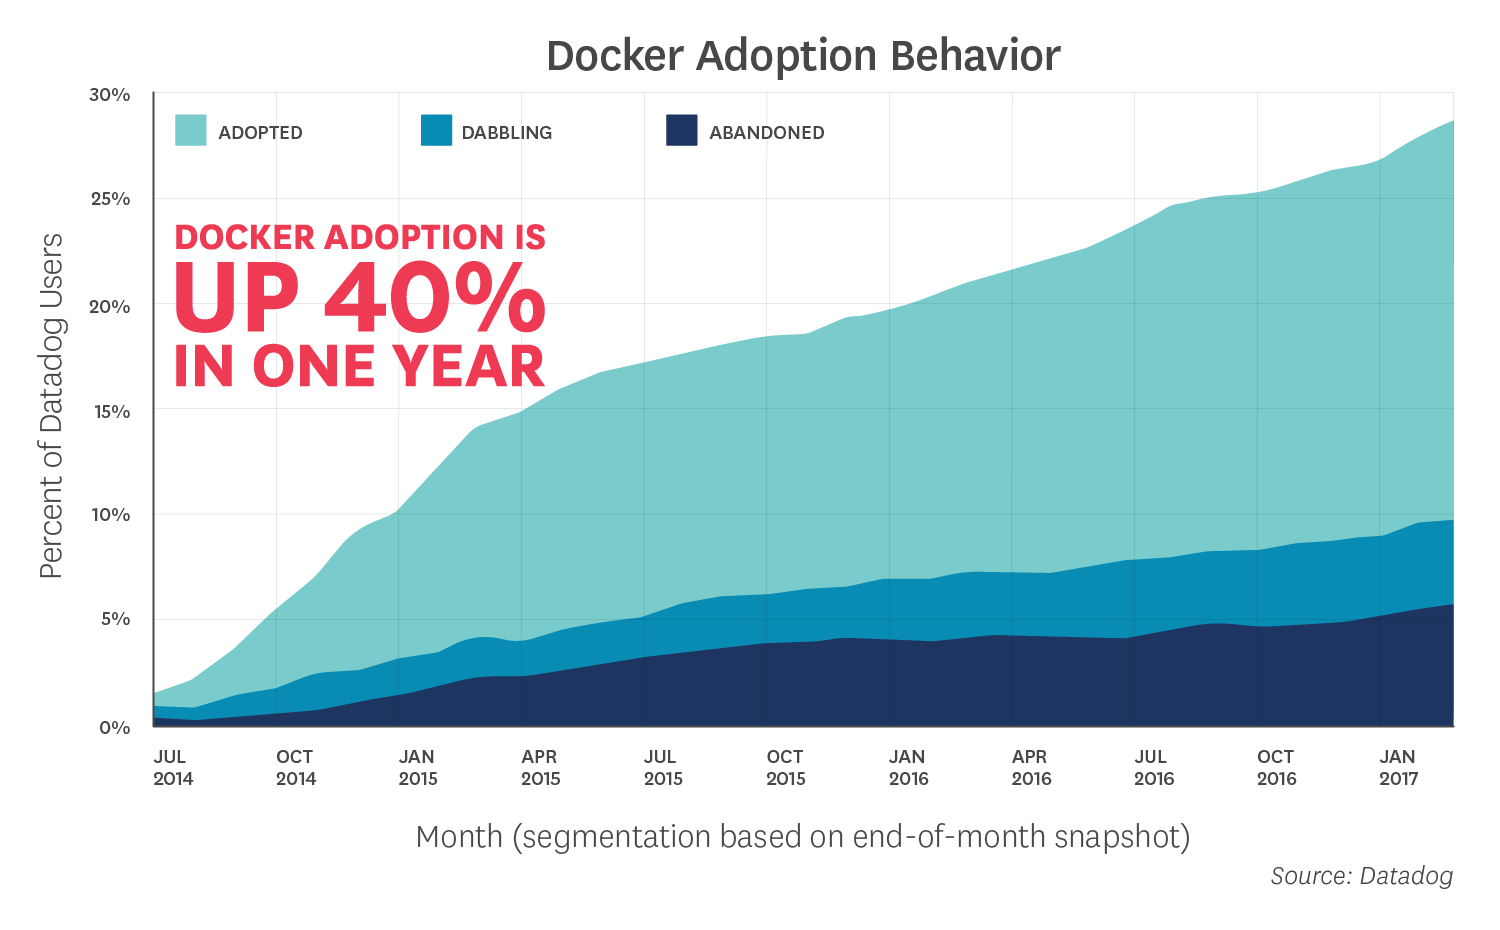 Docker Adoption Behavior
30%
ADOPTED DABBLING ABANDONED
25%
DOCKER ADOPTION IS
UP 40%
IN ONE YEAR
20%
15%
10%
5%
0%
Percent of Datadog Users
JUL 2014
OCT 2014
JAN 2015
APR 2015
JUL 2015
OCT 2015
JAN 2016
APR 2016
JUL 2016
OCT 2016
JAN 2017
Month (segmentation based on end-of-month snapshot)
Source: Datadog